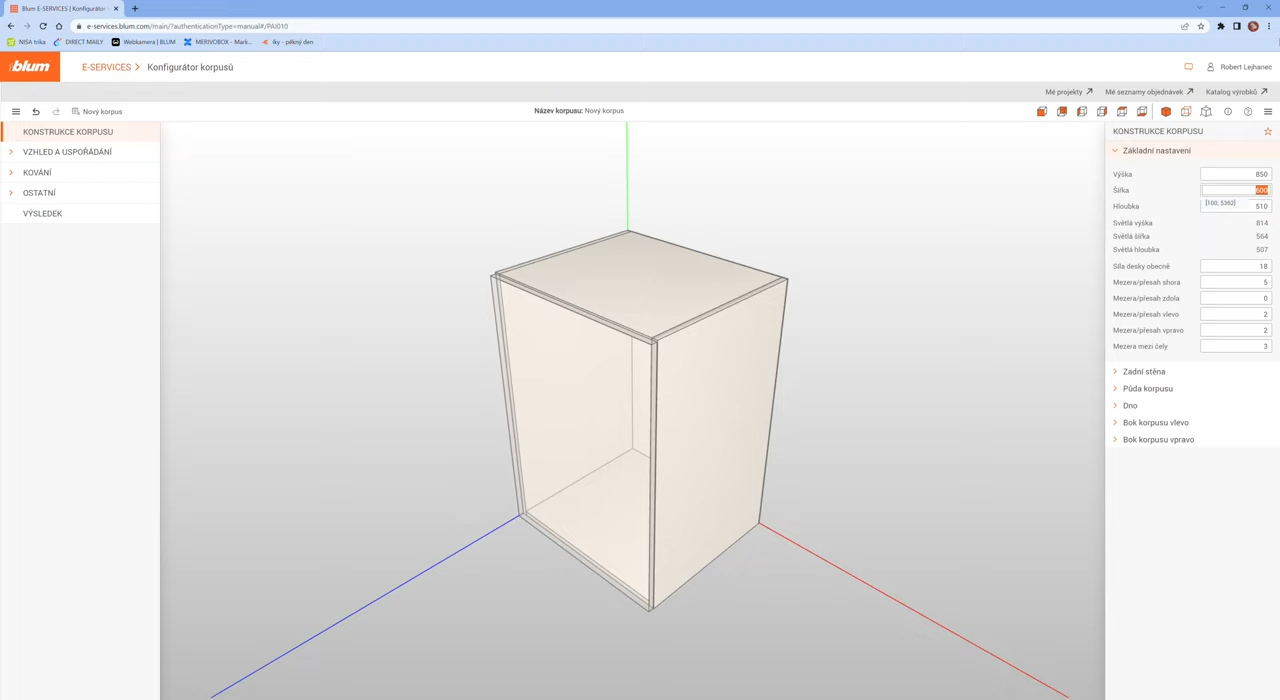 Blum E-SERVICES | Konfigurátor
e-services.blum.com/main/?authenticationType=manual#/PAI010
NISA trika
DIRECT MAILY
Webkamera | BLUM
MERIVOBOX - Mark...
iky - pěkný den
blum
E-SERVICES
Konfigurátor korpusů
Robert Lejhanec
Mé projekty
Mé seznamy objednávek
Katalog výrobků
Nový korpus
Název korpusu: Nový korpus
KONSTRUKCE KORPUSU
VZHLED A USPOŘÁDÁNÍ
KOVÁNÍ
OSTATNÍ
VÝSLEDEK
KONSTRUKCE KORPUSU
Základní nastavení
Výška 850
Šířka 600
[100; 5362]
Hloubka 510
Světlá výška 814
Světlá šířka 564
Světlá hloubka 507
Síla desky obecně 18
Mezera/přesah shora 5
Mezera/přesah zdola 0
Mezera/přesah vlevo 2
Mezera/přesah vpravo 2
Mezera mezi čely 3
Zadní stěna
Půda korpusu
Dno
Bok korpusu vlevo
Bok korpusu vpravo